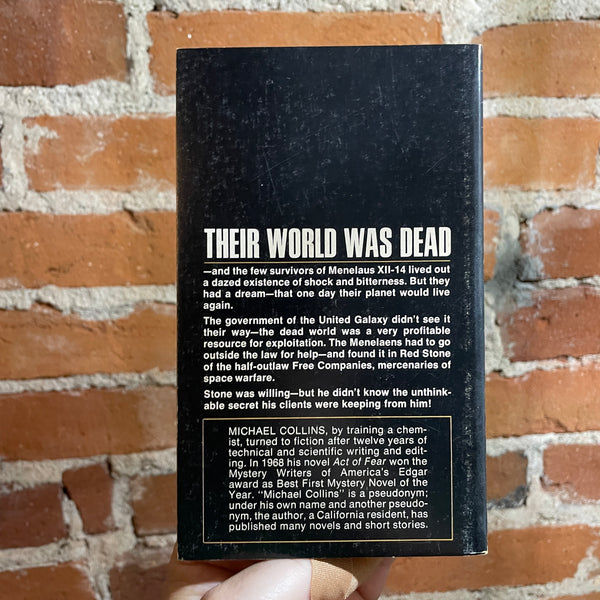 THEIR WORLD WAS DEAD
—and the few survivors of Menelaus XII-14 lived out
a dazed existence of shock and bitterness. But they
had a dream—that one day their planet would live
again.
The government of the United Galaxy didn't see it
their way—the dead world was a very profitable
resource for exploitation. The Menelaens had to go
outside the law for help—and found it in Red Stone
of the half-outlaw Free Companies, mercenaries of
space warfare.
Stone was willing—but he didn't know the unthink-
able secret his clients were keeping from him!
MICHAEL COLLINS, by training a chem-
ist, turned to fiction after twelve years of
technical and scientific writing and edit-
ing. In 1968 his novel Act of Fear won the
Mystery Writers of America's Edgar
award as Best First Mystery Novel of the
Year. "Michael Collins" is a pseudonym;
under his own name and another pseudo-
nym, the author, a California resident, has
published many novels and short stories.